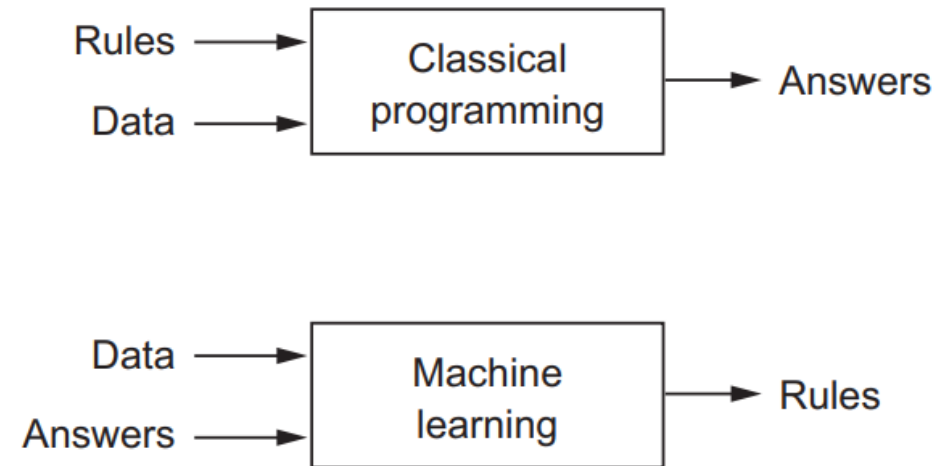 Rules
Data
Classical
programming
Answers
Data
Answers
Machine
learning
Rules